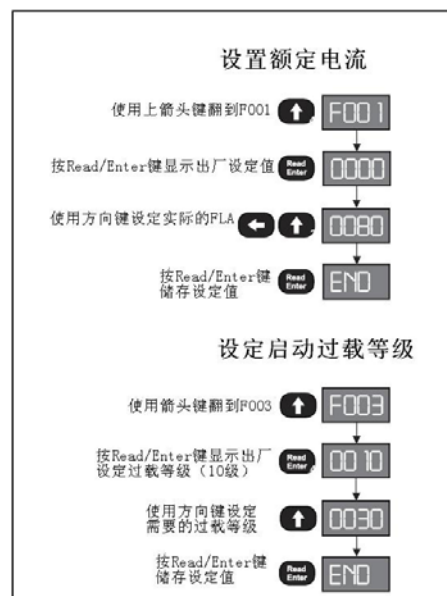 设置额定电流
使用上箭头键翻到F001 F001
按Read/Enter键显示出厂设定值 Read Enter 0000
使用方向键设定实际的FLA 0080
按Read/Enter键
储存设定值 Read Enter END
设定启动过载等级
使用箭头键翻到F003 F003
按Read/Enter键显示出厂
设定过载等级（10级） Read Enter 0010
使用方向键设定
需要的过载等级 0030
按Read/Enter键
储存设定值 Read Enter END